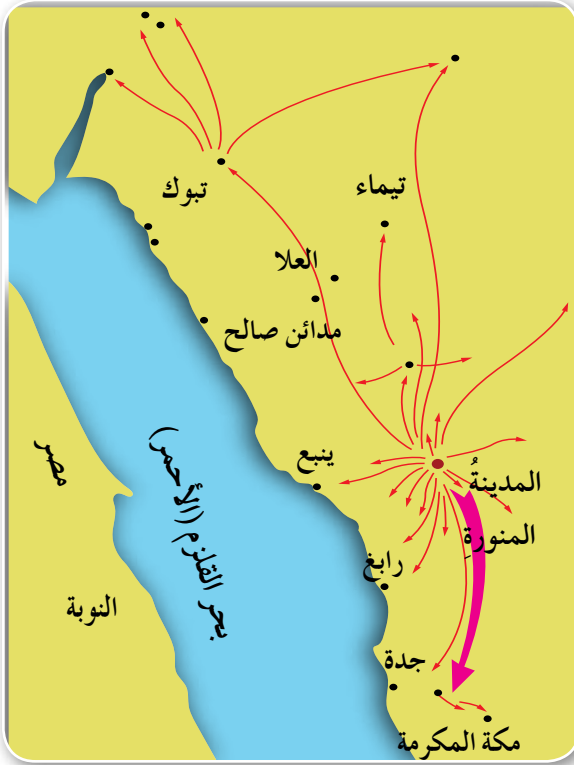 تبوك
تيماء
العلا
مدائن صالح
ينبع
المدينةُ
المنورةِ
مصر
بحر القلزم (الأحمر)
رابغ
النوبة
جدة
مكة المكرمة